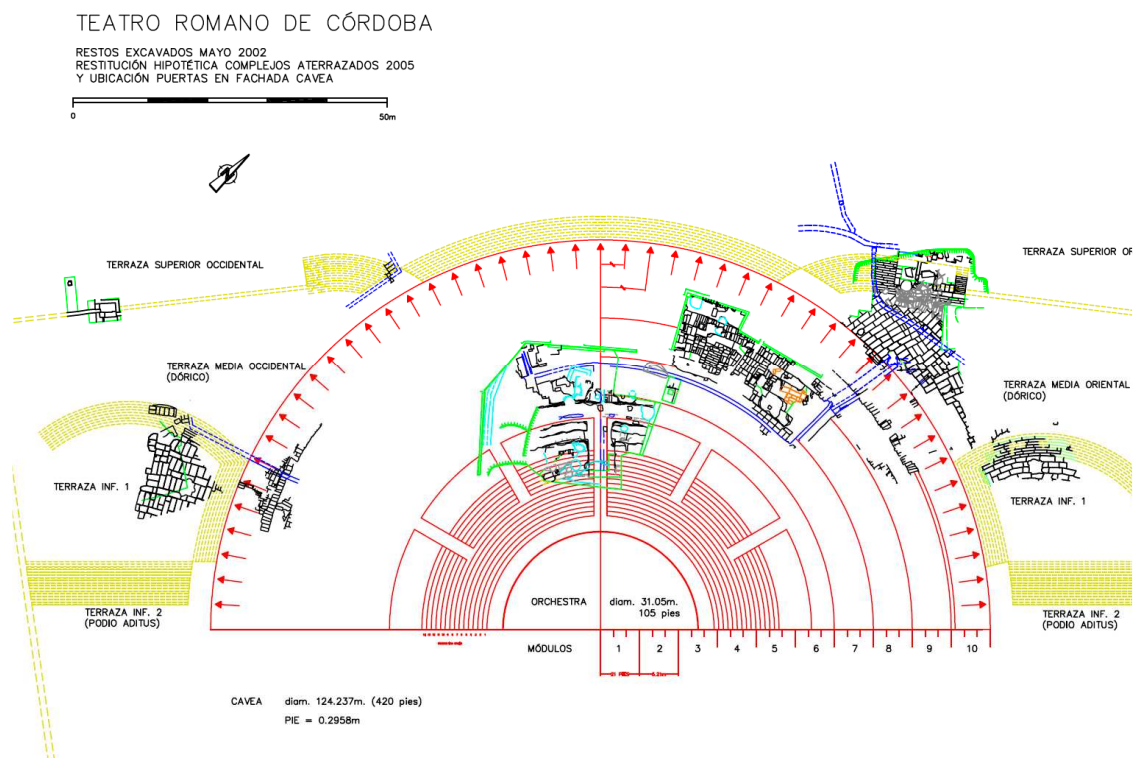 TEATRO ROMANO DE CÓRDOBA
RESTOS EXCAVADOS MAYO 2002
RESTITUCIÓN HIPOTÉTICA COMPLEJOS ATERRAZADOS 2005
Y UBICACIÓN PUERTAS EN FACHADA CAVEA
0 50m
N
TERRAZA SUPERIOR OCCIDENTAL
TERRAZA SUPERIOR OR
TERRAZA MEDIA OCCIDENTAL
(DÓRICO)
TERRAZA MEDIA ORIENTAL
(DÓRICO)
TERRAZA INF. 1
TERRAZA INF. 1
ORCHESTRA diam. 31.05m.
105 pies
TERRAZA INF. 2
(PODIO ADITUS)
TERRAZA INF. 2
(PODIO ADITUS)
MÓDULOS 1 2 3 4 5 6 7 8 9 10
21 PIES 6.21m
CAVEA diam. 124.237m. (420 pies)
PIE = 0.2958m